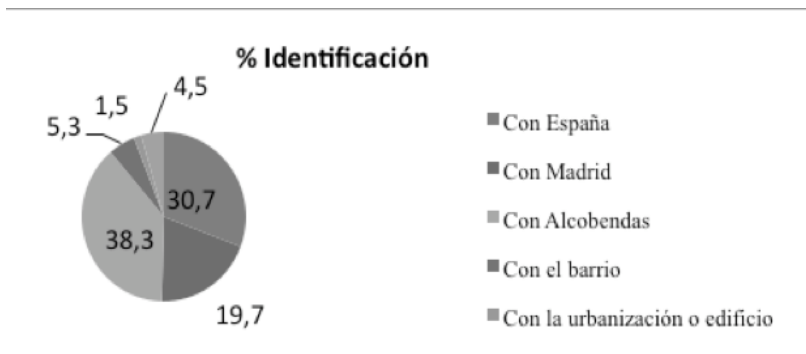 % Identificación
4,5
1,5
5,3
30,7
38,3
19,7
Con España
Con Madrid
Con Alcobendas
Con el barrio
Con la urbanización o edificio